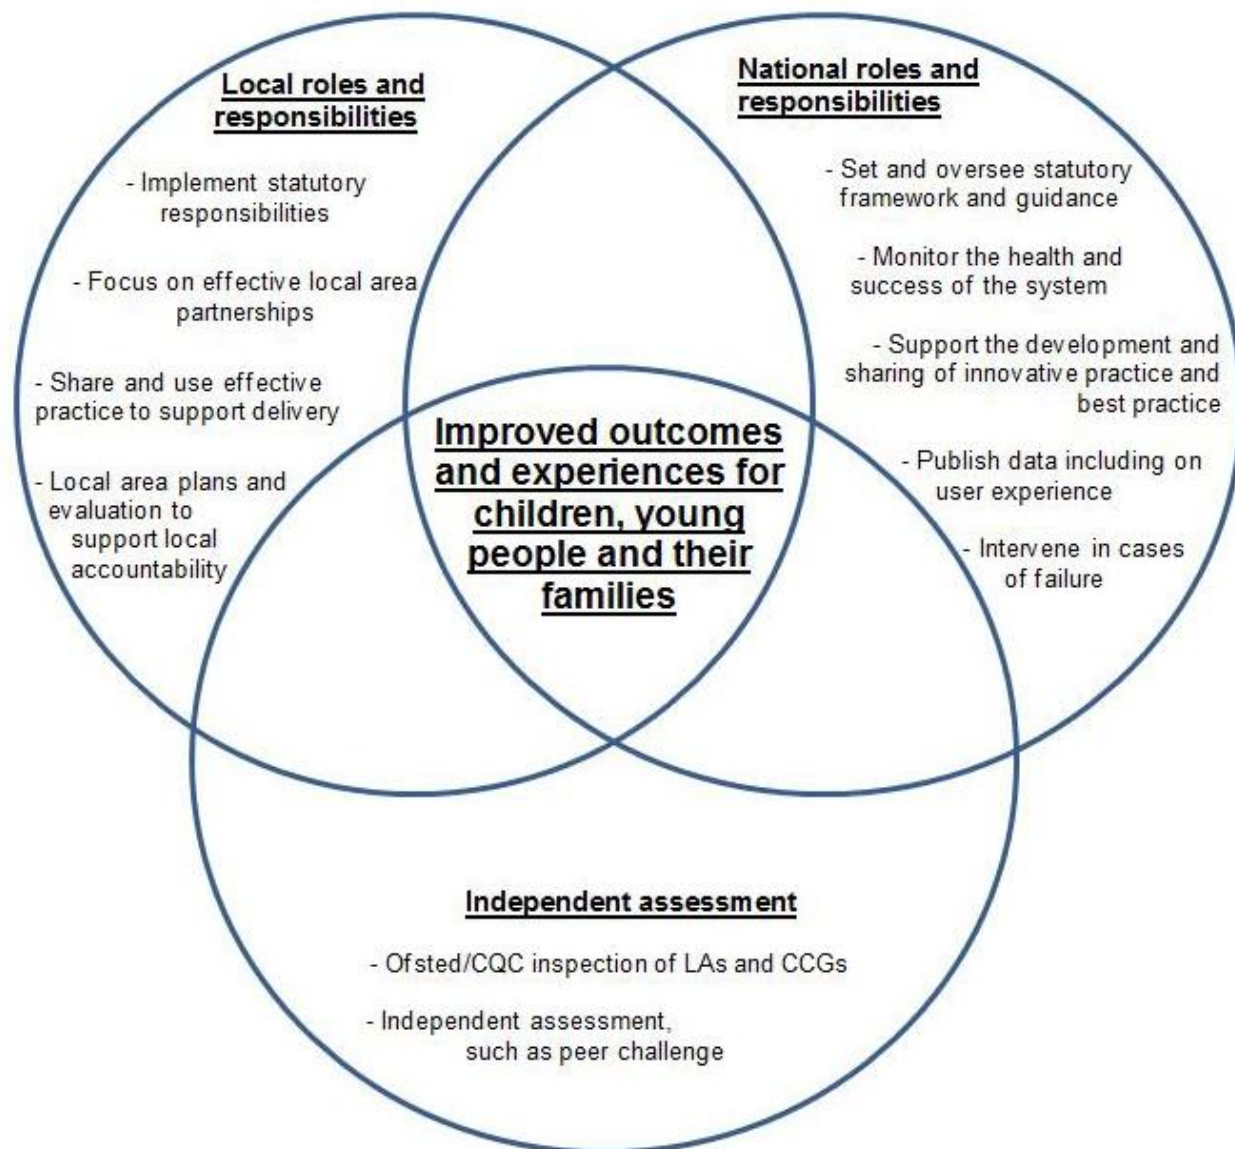 Local roles and
responsibilities
- Implement statutory
responsibilities
- Focus on effective local area
partnerships
- Share and use effective
practice to support delivery
- Local area plans and
evaluation to
support local
accountability
National roles and
responsibilities
- Set and oversee statutory
framework and guidance
- Monitor the health and
success of the system
- Support the development and
sharing of innovative practice and
best practice
- Publish data including on
user experience
- Intervene in cases
of failure
Improved outcomes
and experiences for
children, young
people and their
families
Independent assessment
- Ofsted/CQC inspection of LAs and CCGs
- Independent assessment,
such as peer challenge